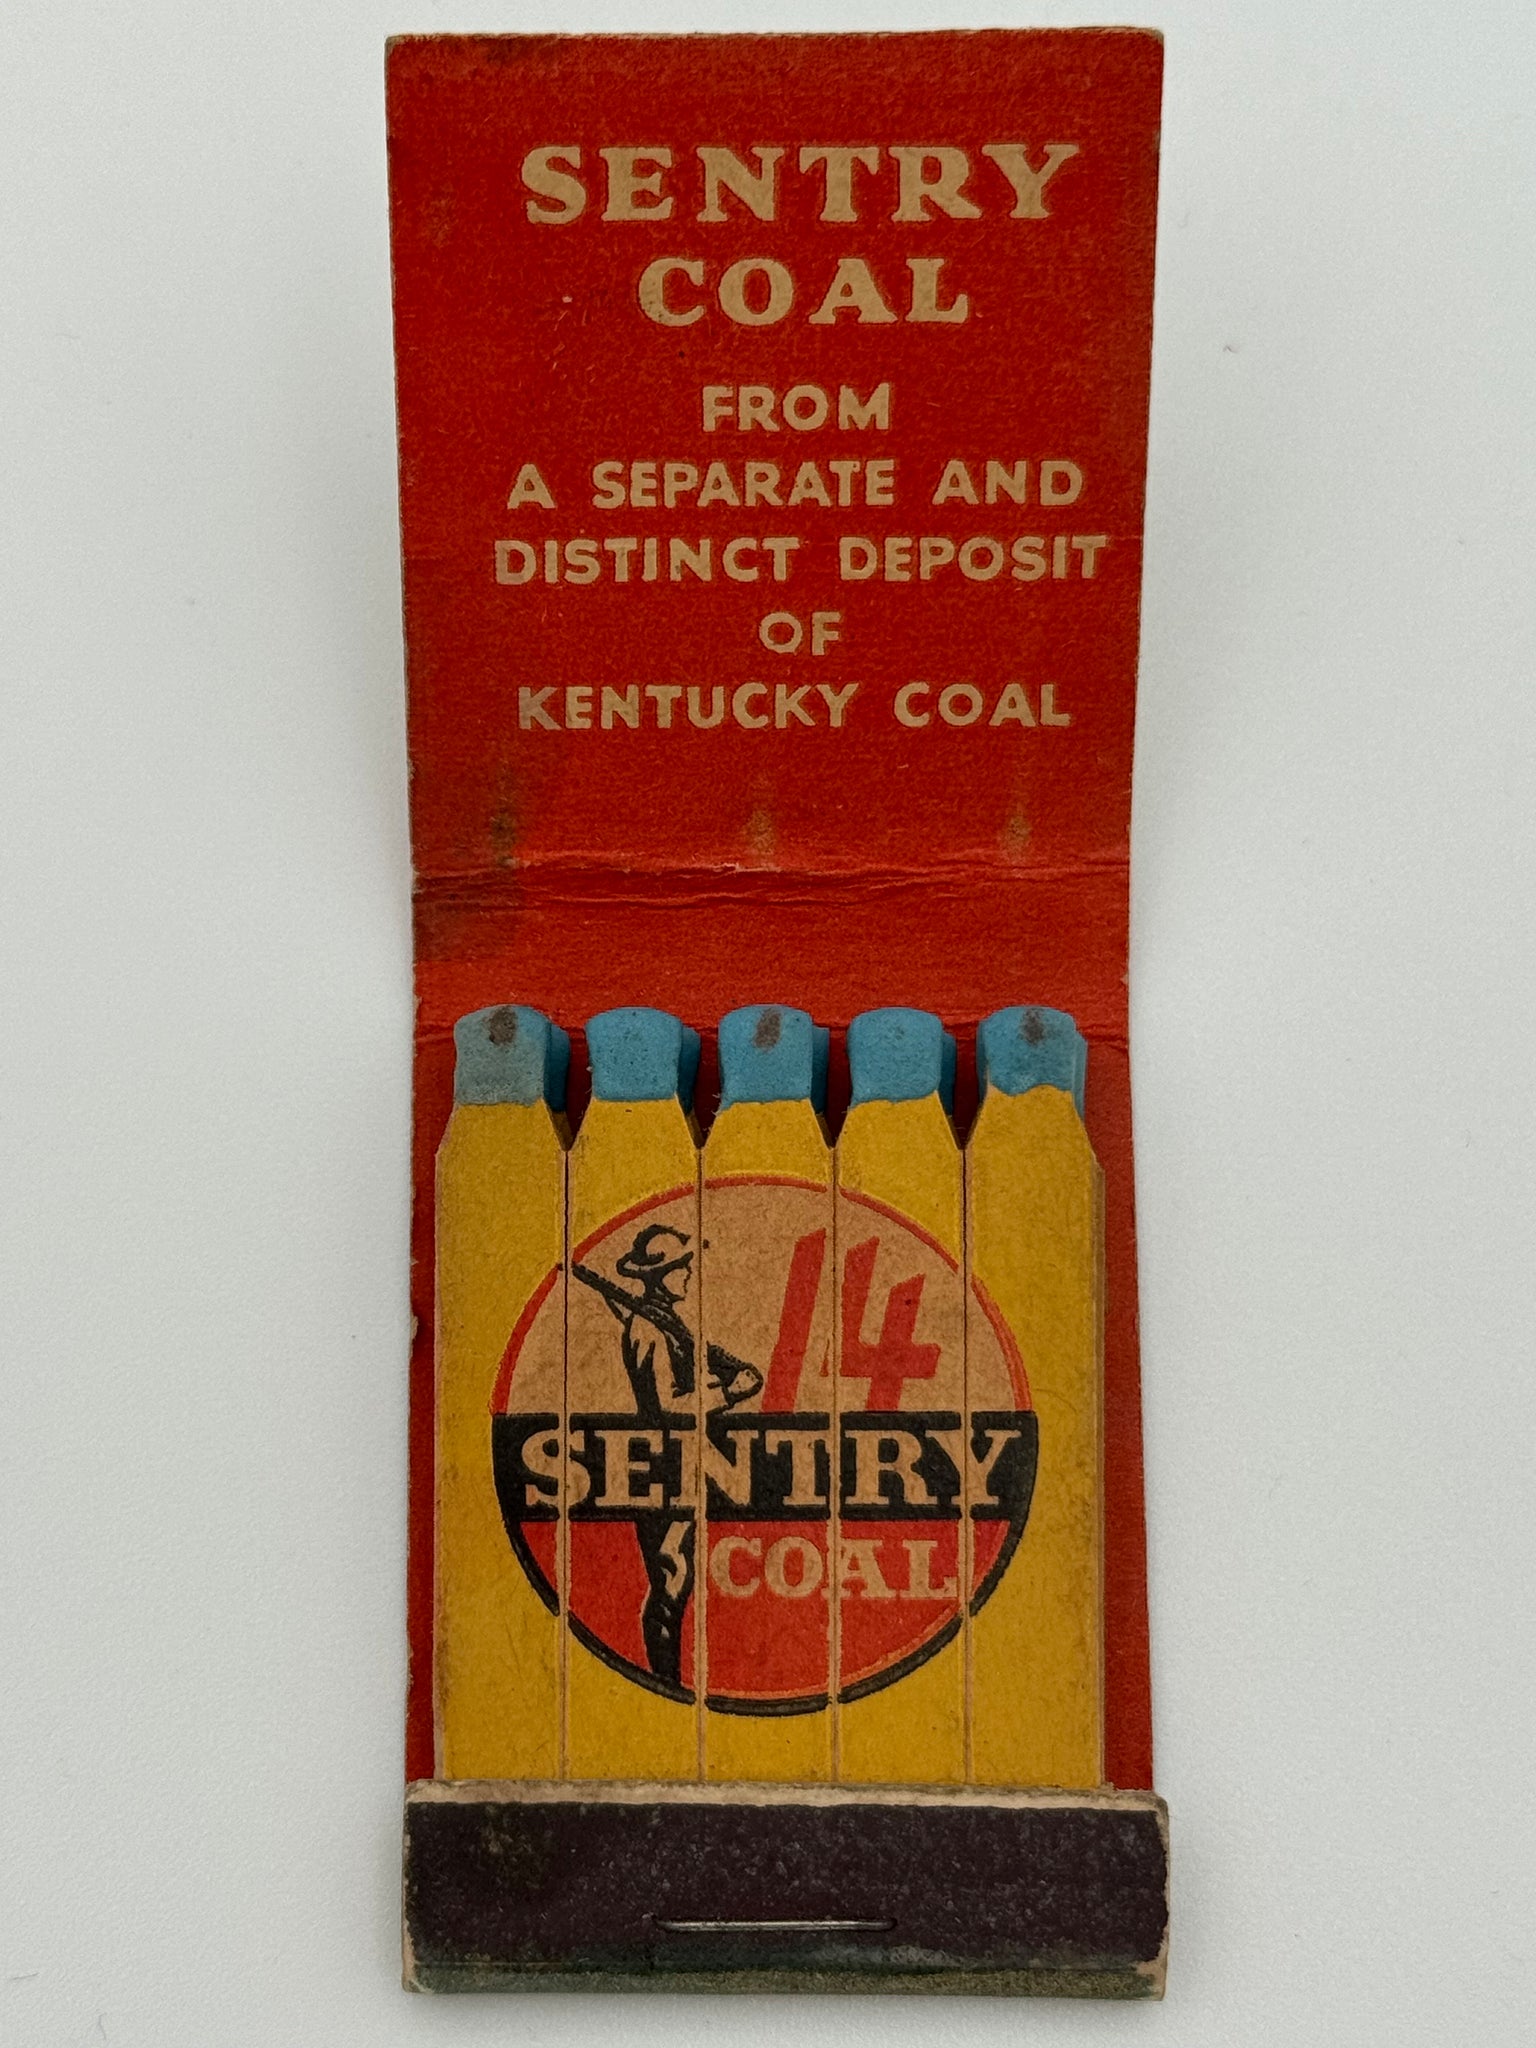 SENTRY
COAL
FROM
A SEPARATE AND
DISTINCT DEPOSIT
OF
KENTUCKY COAL
14
SENTRY
COAL